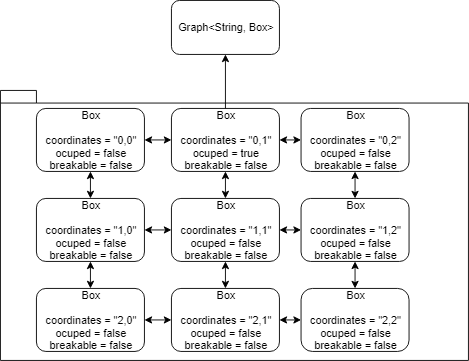 Graph<String, Box>
Box
coordinates = "0,0"
ocuped = false
breakable = false
Box
coordinates = "0,1"
ocuped = true
breakable = false
Box
coordinates = "0,2"
ocuped = false
breakable = false
Box
coordinates = "1,0"
ocuped = false
breakable = false
Box
coordinates = "1,1"
ocuped = false
breakable = false
Box
coordinates = "1,2"
ocuped = false
breakable = false
Box
coordinates = "2,0"
ocuped = false
breakable = false
Box
coordinates = "2,1"
ocuped = false
breakable = false
Box
coordinates = "2,2"
ocuped = false
breakable = false